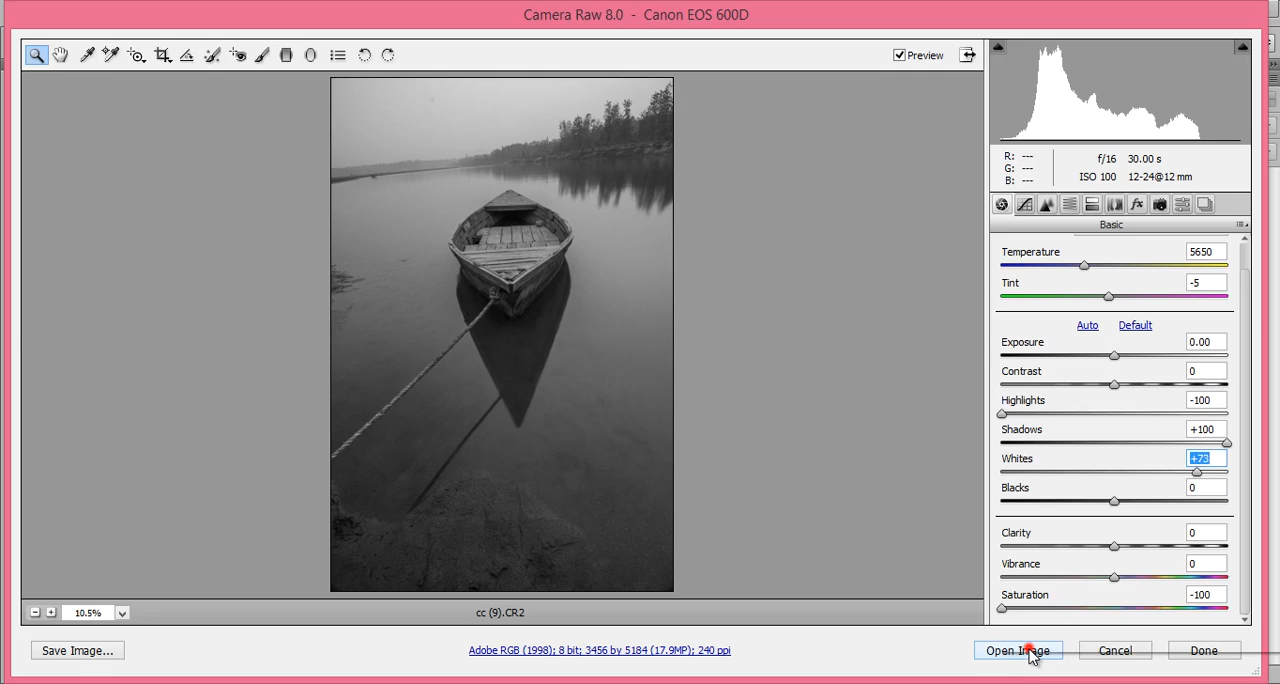 Camera Raw 8.0 - Canon EOS 600D
Preview
R: ---
G: ---
B: ---
f/16 30.00 s
ISO 100 12-24@12 mm
fx
Basic
Temperature 5650
Tint -5
Auto Default
Exposure 0.00
Contrast 0
Highlights -100
Shadows +100
Whites +73
Blacks 0
Clarity 0
Vibrance 0
Saturation -100
10.5%
cc (9).CR2
Save Image...
Adobe RGB (1998); 8 bit; 3456 by 5184 (17.9MP); 240 ppi
Open Image
Cancel
Done